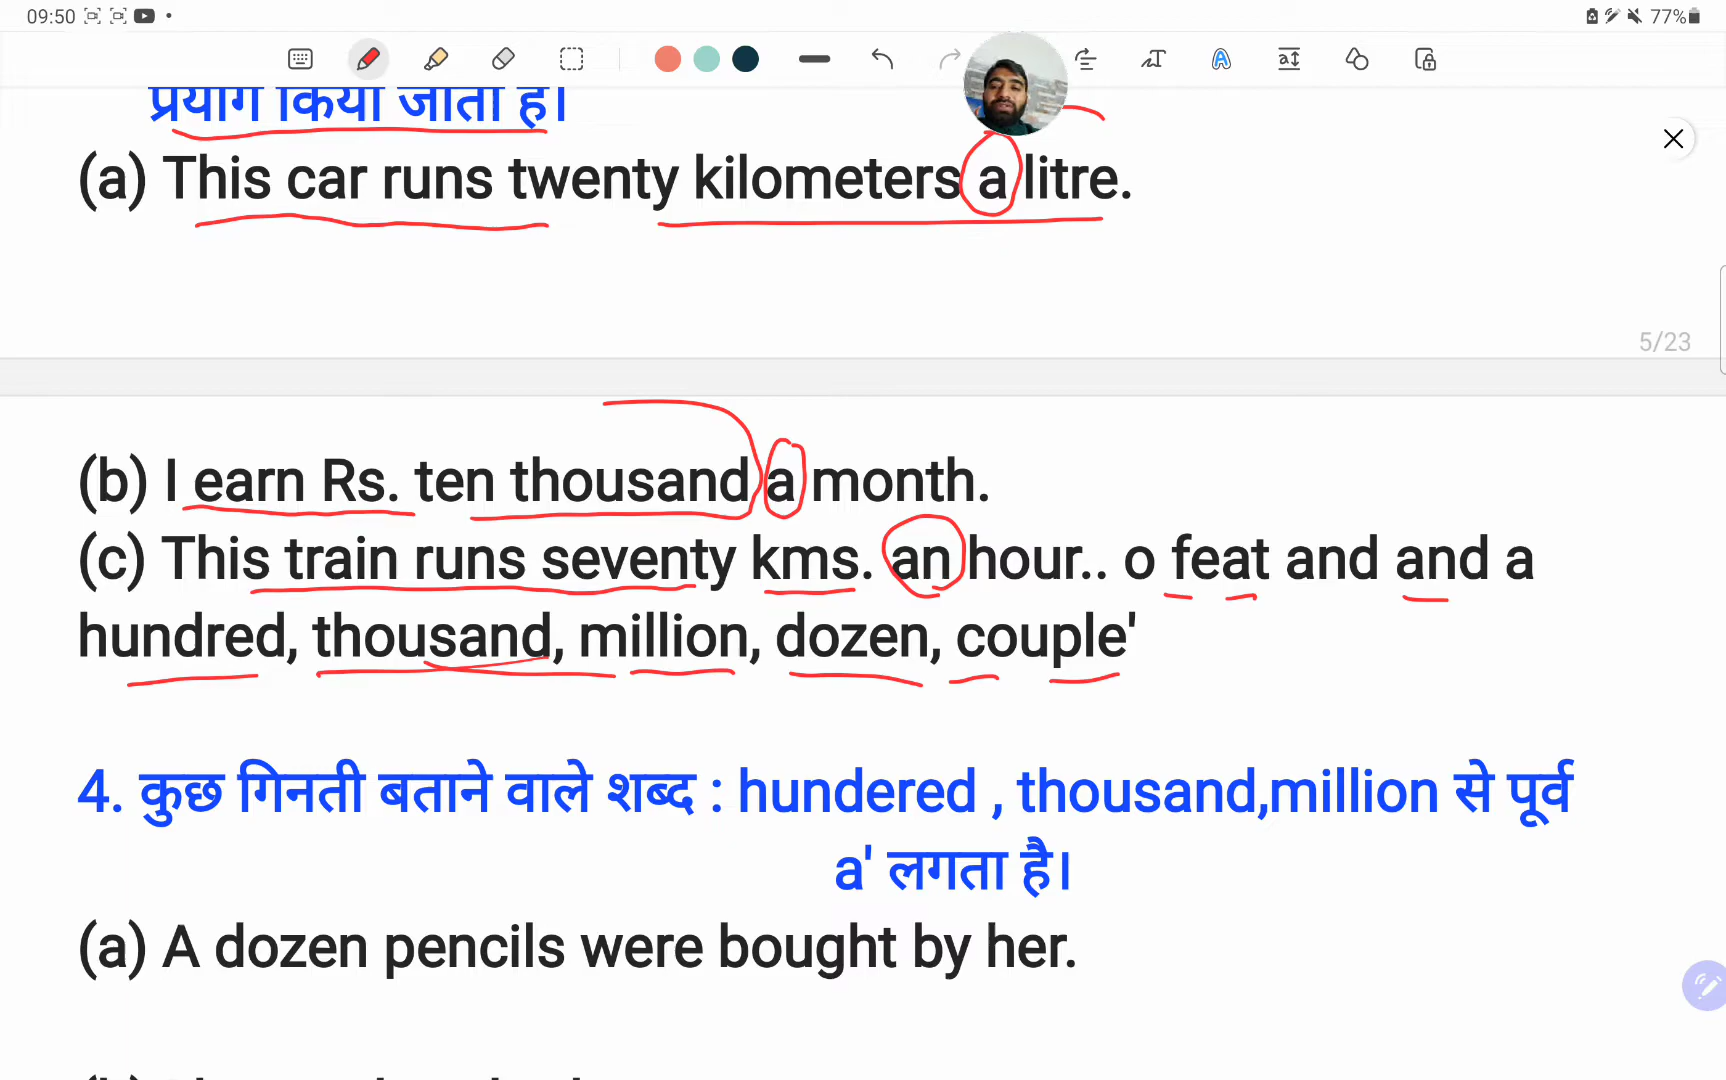 09:50
77%
प्रयोग किया जाता है।
(a) This car runs twenty kilometers a litre.
5/23
(b) I earn Rs. ten thousand a month.
(c) This train runs seventy kms. an hour.. o feat and and a
hundred, thousand, million, dozen, couple'
4. कुछ गिनती बताने वाले शब्द : hundered , thousand,million से पूर्व
a' लगता है।
(a) A dozen pencils were bought by her.